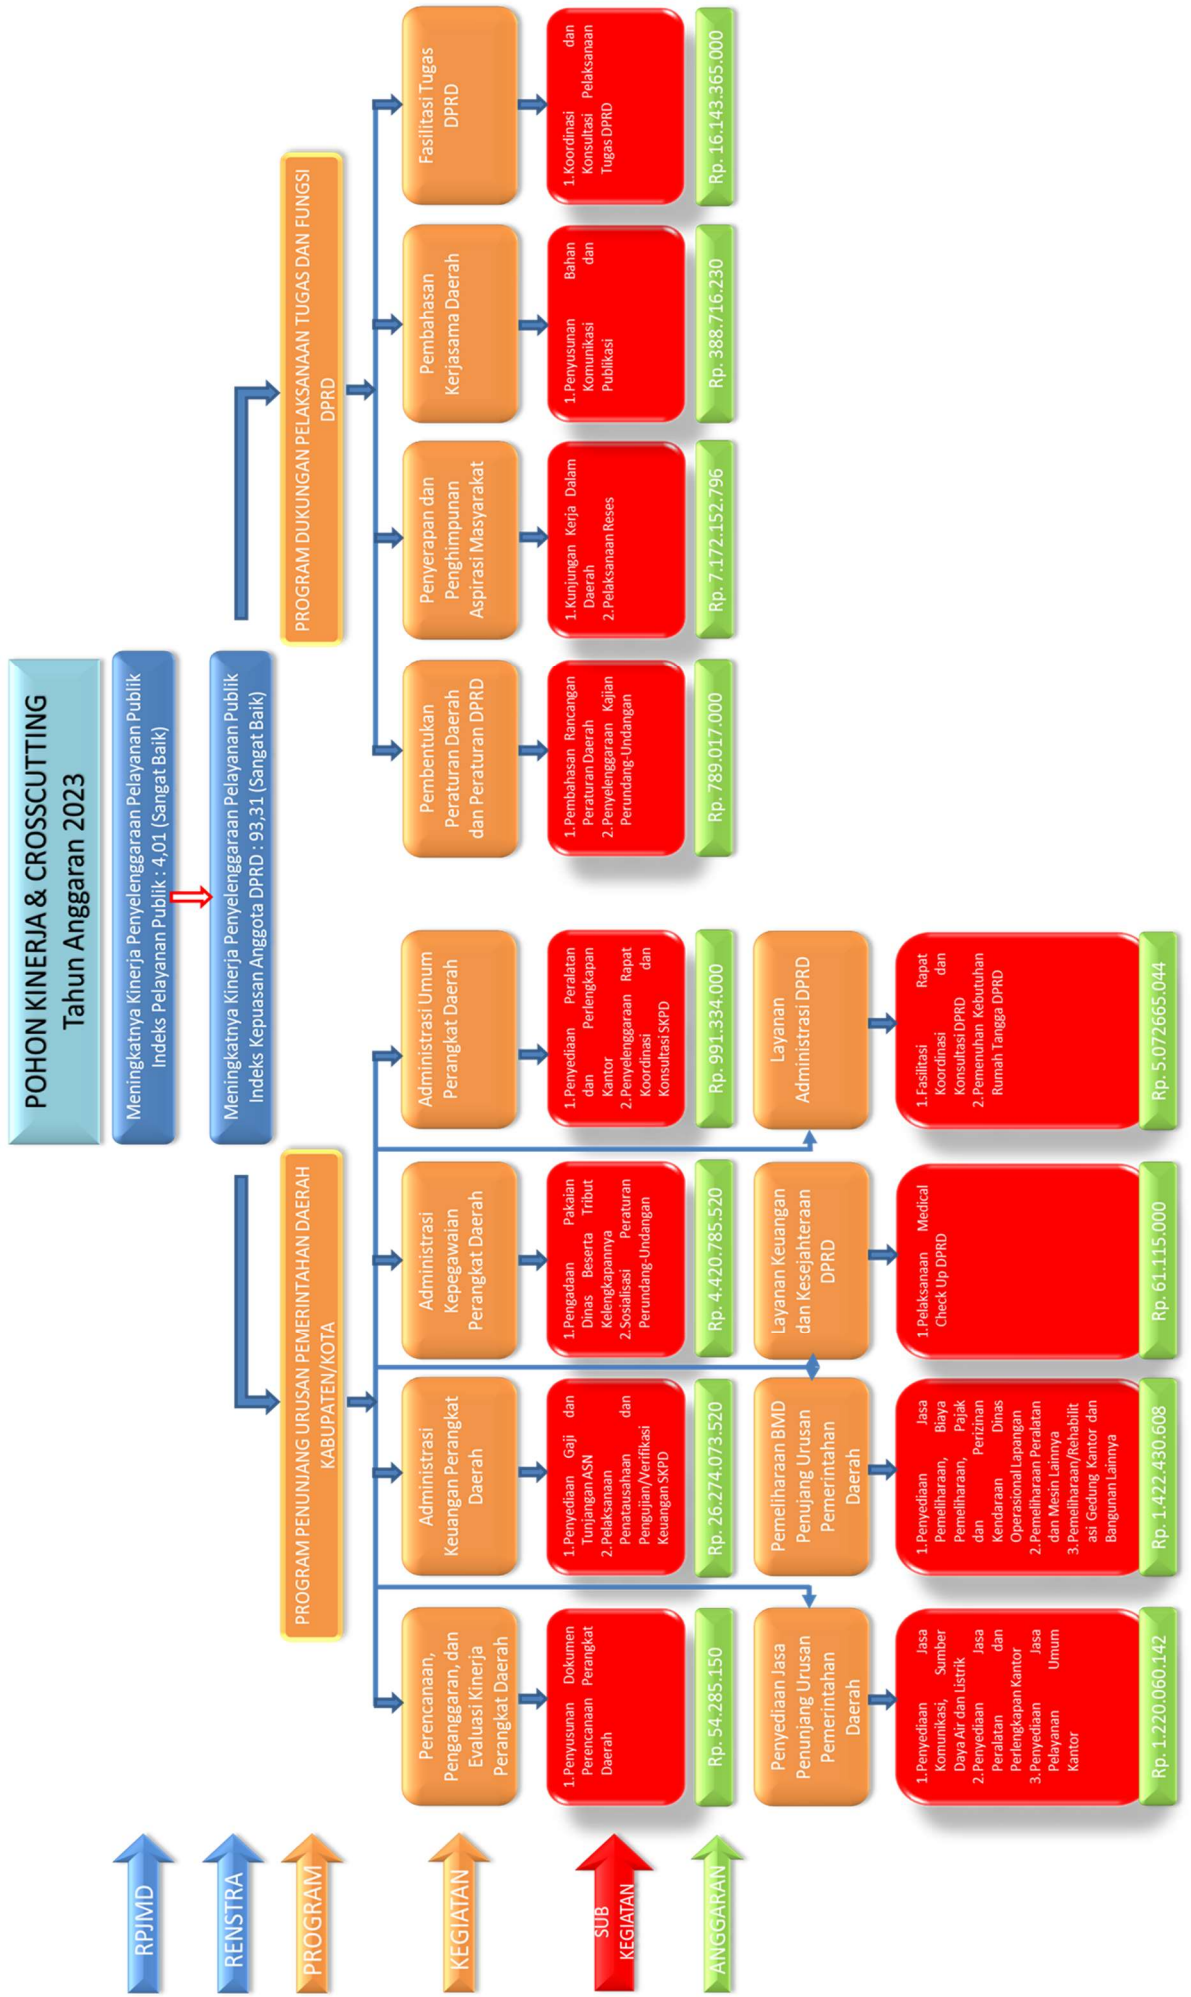 POHON KINERJA & CROSSCUTTING
Tahun Anggaran 2023
RPJMD
Meningkatnya Kinerja Penyelenggaraan Pelayanan Publik
Indeks Pelayanan Publik : 4,01 (Sangat Baik)
RENSTRA
Meningkatnya Kinerja Penyelenggaraan Pelayanan Publik
Indeks Kepuasan Anggota DPRD : 93,31 (Sangat Baik)
PROGRAM
PROGRAM PENUNJANG URUSAN PEMERINTAHAN DAERAH
KABUPATEN/KOTA
PROGRAM DUKUNGAN PELAKSANAAN TUGAS DAN FUNGSI
DPRD
KEGIATAN
Perencanaan,
Penganggaran, dan
Evaluasi Kinerja
Perangkat Daerah
Administrasi
Keuangan Perangkat
Daerah
Administrasi
Kepegawaian
Perangkat Daerah
Administrasi Umum
Perangkat Daerah
Pembentukan
Peraturan Daerah
dan Peraturan DPRD
Penyerapan dan
Penghimpunan
Aspirasi Masyarakat
Pembahasan
Kerjasama Daerah
Fasilitasi Tugas
DPRD
SUB
KEGIATAN
1.Penyusunan Dokumen
Perencanaan Perangkat
Daerah
1.Penyediaan Gaji dan
Tunjangan ASN
2.Pelaksanaan
Penatausahaan dan
Pengujian/Verifikasi
Keuangan SKPD
1.Pengadaan Pakaian
Dinas Beserta Tribut
Kelengkapannya
2.Sosialisasi Peraturan
Perundang-Undangan
1.Penyediaan Peralatan
dan Perlengkapan
Kantor
2.Penyelenggaraan Rapat
Koordinasi dan
Konsultasi SKPD
1.Pembahasan Rancangan
Peraturan Daerah
2.Penyelenggaraan Kajian
Perundang-Undangan
1.Kunjungan Kerja Dalam
Daerah
2.Pelaksanaan Reses
1.Penyusunan Bahan
Komunikasi dan
Publikasi
1.Koordinasi dan
Konsultasi Pelaksanaan
Tugas DPRD
ANGGARAN
Rp. 54.285.150
Rp. 26.274.073.520
Rp. 4.420.785.520
Rp. 991.334.000
Rp. 789.017.000
Rp. 7.172.152.796
Rp. 388.716.230
Rp. 16.143.365.000
Penyediaan Jasa
Penunjang Urusan
Pemerintahan
Daerah
Pemeliharaan BMD
Penujang Urusan
Pemerintahan
Daerah
Layanan Keuangan
dan Kesejahteraan
DPRD
Layanan
Administrasi DPRD
1.Penyediaan Jasa
Komunikasi, Sumber
Daya Air dan Listrik
2.Penyediaan Jasa
Peralatan dan
Perlengkapan Kantor
3.Penyediaan Jasa
Pelayanan Umum
Kantor
1.Penyediaan Jasa
Pemeliharaan, Biaya
Pemeliharaan, Pajak
dan Perizinan
Kendaraan Dinas
Operasional Lapangan
2.Pemeliharaan Peralatan
dan Mesin Lainnya
3.Pemeliharaan/Rehabilit
asi Gedung Kantor dan
Bangunan Lainnya
1.Pelaksanaan Medical
Check Up DPRD
1.Fasilitasi Rapat
Koordinasi dan
Konsultasi DPRD
2.Pemenuhan Kebutuhan
Rumah Tangga DPRD
Rp. 1.220.060.142
Rp. 1.422.430.608
Rp. 61.115.000
Rp. 5.072665.044